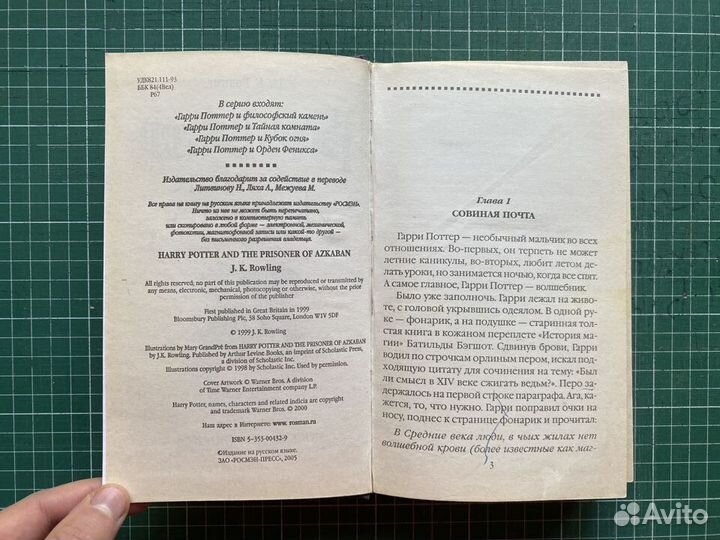 УДК821.111-93
ББК 84(4Вел)
Р67
В серию входят:
«Гарри Поттер и философский камень»
«Гарри Поттер и Тайная комната»
«Гарри Поттер и Кубок огня»
«Гарри Поттер и Орден Феникса»
Издательство благодарит за содействие в переводе
Литвинову Н., Ляха А., Межуева М.
Все права на книгу на русском языке принадлежат издательству «РОСМЭН».
Ничто из нее не может быть перепечатано,
заложено в компьютерную память
или скопировано в любой форме — электронной, механической,
фотокопии, магнитофонной записи или какой-то другой —
без письменного разрешения владельца.
HARRY POTTER AND THE PRISONER OF AZKABAN
J. K. Rowling
All rights reserved, no part of this publication may be reproduced or transmitted
by any means, electronic, mechanical, photocopying or otherwise, without the prior
permission of the publisher
First published in Great Britain in 1999
Bloomsbury Publishing Plc, 58 Soho Square, London W1V 5DF
© 1999 J. K. Rowling
Illustrations by Mary GrandPré from HARRY POTTER AND THE PRISONER OF AZKABAN
by J.K. Rowling. Published by Arthur Levine Books, an imprint of Scholastic Press,
a division of Scholastic Inc.
Illustrations copyright © 1998 by Scholastic Inc. Used by permission.
Cover Artwork © Warner Bros. A division
of Time Warner Entertainment company L.P.
Harry Potter, names, characters and related indicia are copyright
and trademark Warner Bros. © 2000
Наш адрес в Интернете: www.rosman.ru
ISBN 5-353-00432-9
©Издание на русском языке.
ЗАО «РОСМЭН-ПРЕСС», 2005
Глава 1
СОВИНАЯ ПОЧТА
Гарри Поттер — необычный мальчик во всех
отношениях. Во-первых, он терпеть не может
летние каникулы, во-вторых, любит летом де-
лать уроки, но занимается ночью, когда все спят.
А самое главное, Гарри Поттер — волшебник.
Было уже заполночь. Гарри лежал на живо-
те, с головой укрывшись одеялом. В одной ру-
ке — фонарик, а на подушке — старинная тол-
стая книга в кожаном переплете «История ма-
гии» Батильды Бэгшот. Сдвинув брови, Гарри
водил по строчкам орлиным пером, искал под-
ходящую цитату для сочинения на тему: «Был
ли смысл в XIV веке сжигать ведьм?». Перо за-
держалось на первой строке параграфа. Ага, ка-
жется, то, что нужно. Гарри поправил очки на
носу, поднес к странице фонарик и прочитал:
В Средние века люди, в чьих жилах нет
волшебной крови (более известные как маг-
3
Avito